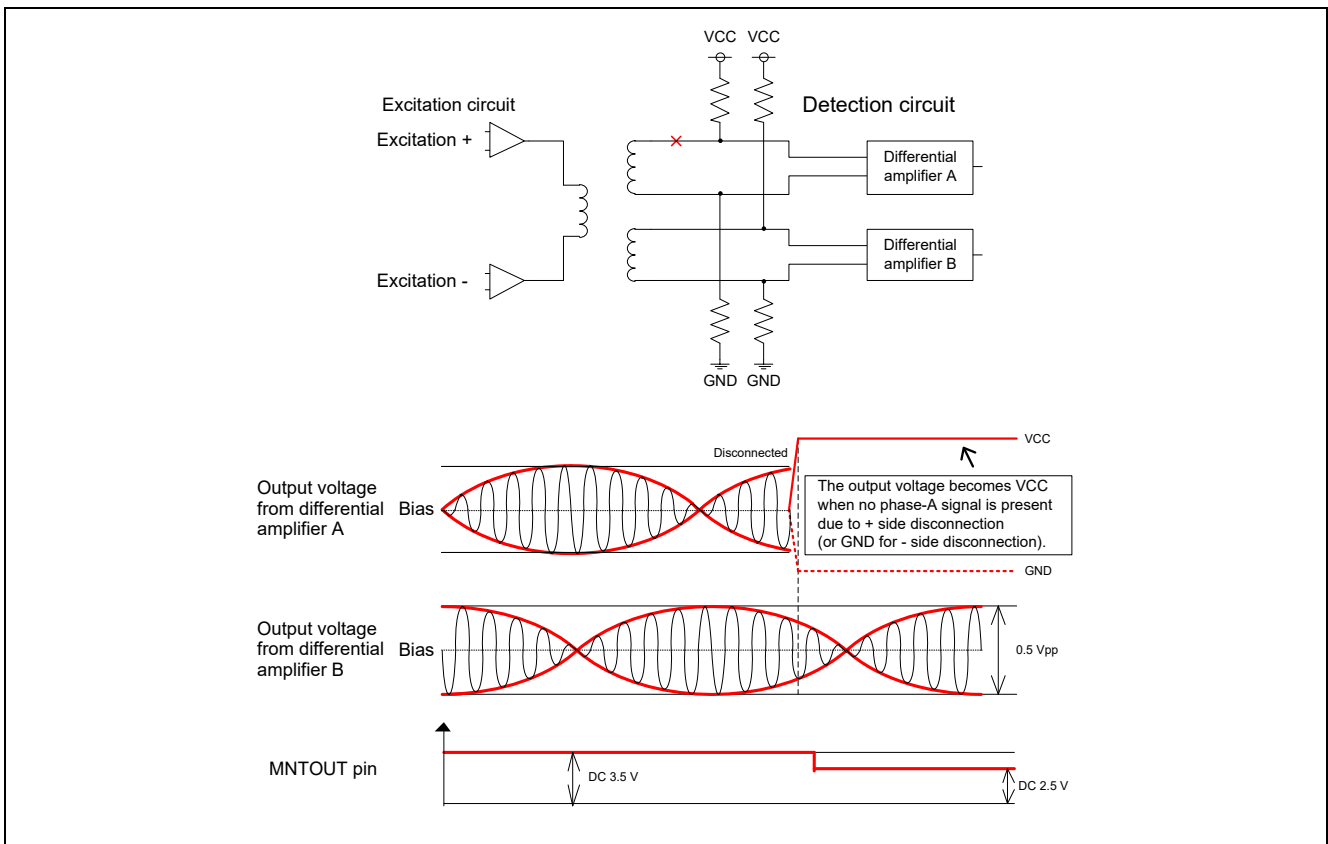 VCC VCC
Excitation circuit
Detection circuit
Excitation +
Differential
amplifier A
Differential
amplifier B
Excitation -
GND GND
Disconnected
VCC
The output voltage becomes VCC
when no phase-A signal is present
due to + side disconnection
(or GND for - side disconnection).
Output voltage
from differential
amplifier A
Bias
GND
Output voltage
from differential
amplifier B
Bias
0.5 Vpp
MNTOUT pin
DC 3.5 V
DC 2.5 V